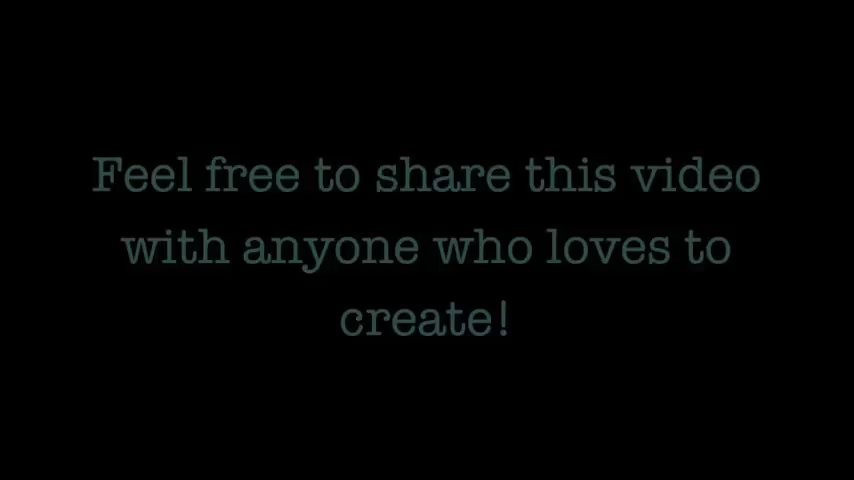 Feel free to share this video
with anyone who loves to
create!